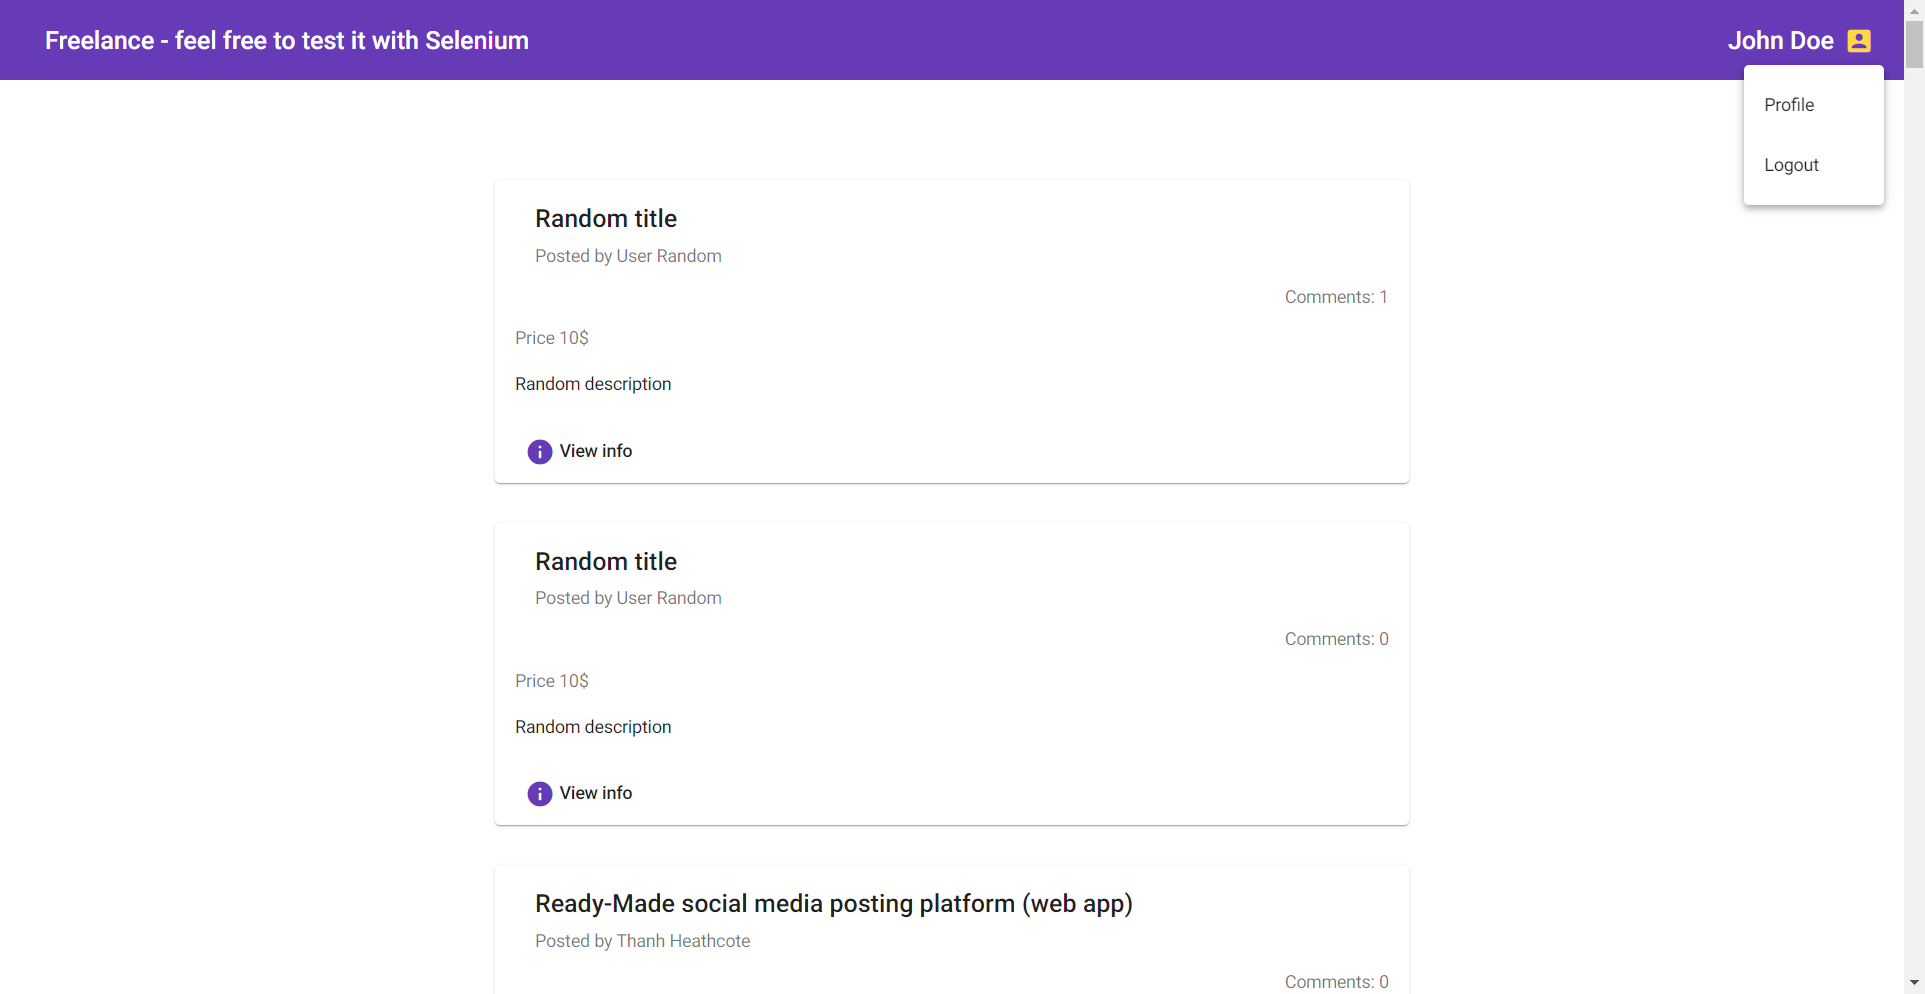 Freelance - feel free to test it with Selenium
John Doe
Profile
Logout
Random title
Posted by User Random
Comments: 1
Price 10$
Random description
View info
Random title
Posted by User Random
Comments: 0
Price 10$
Random description
View info
Ready-Made social media posting platform (web app)
Posted by Thanh Heathcote
Comments: 0